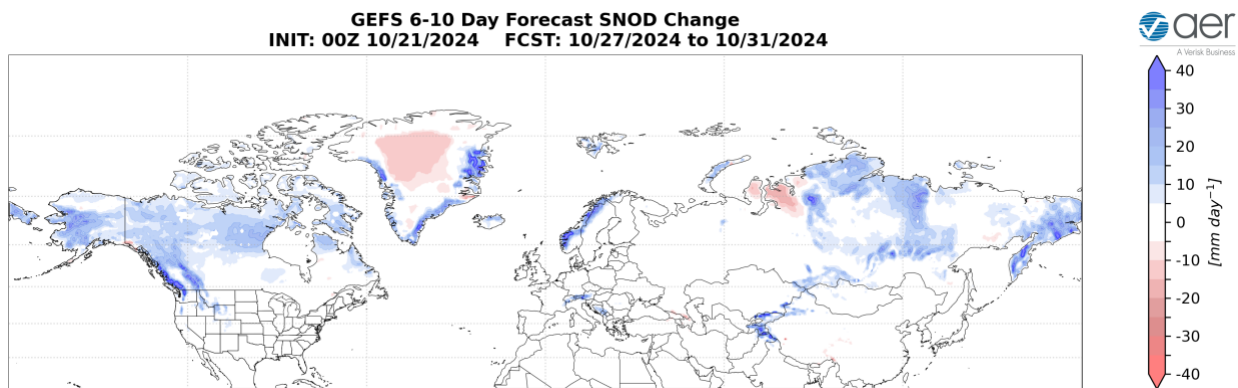 GEFS 6-10 Day Forecast SNOD Change
INIT: 00Z 10/21/2024 FCST: 10/27/2024 to 10/31/2024
aer
A Verisk Business
40
30
20
10
0
-10
-20
-30
-40
[mm day⁻¹]